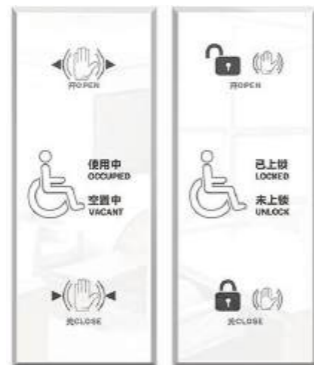 开OPEN
使用中
OCCUPIED
空置中
VACANT
关CLOSE
开OPEN
已上锁
LOCKED
未上锁
UNLOCK
关CLOSE